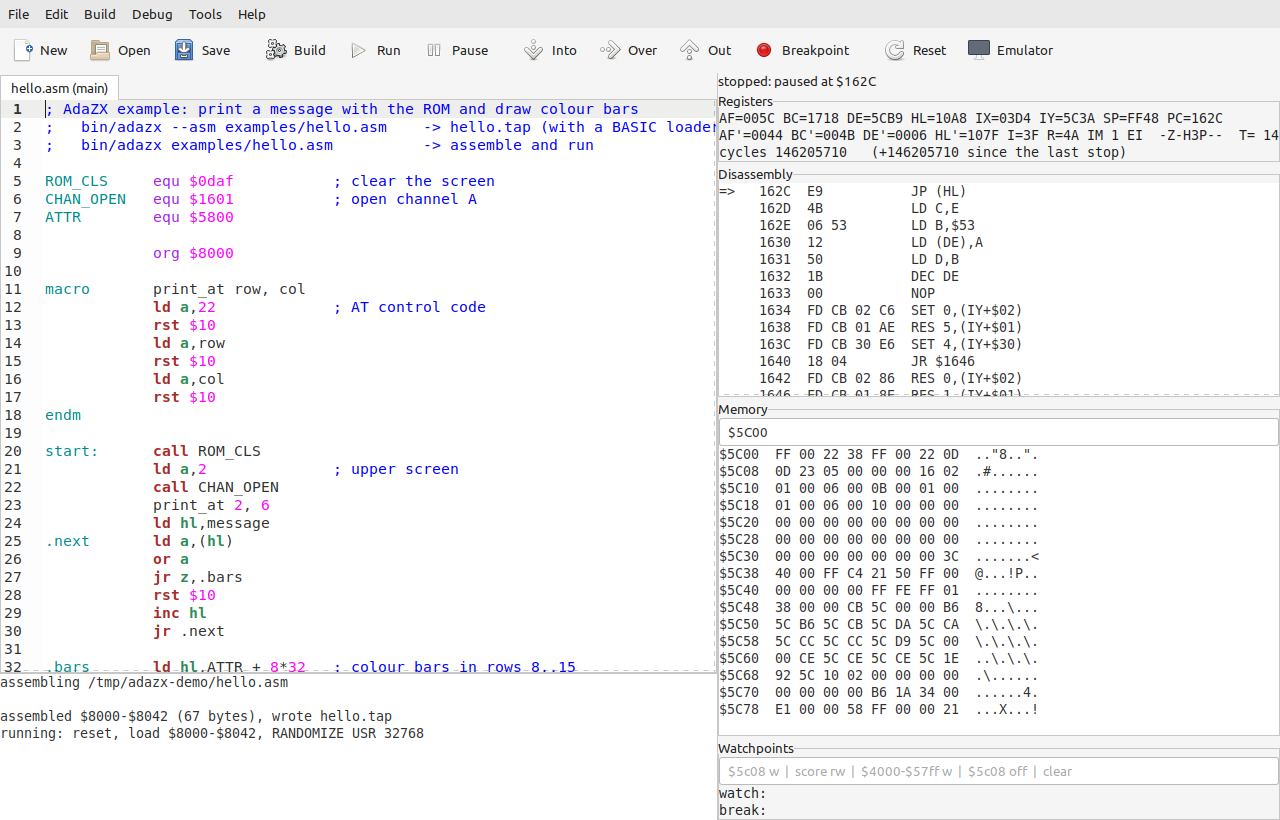 File Edit Build Debug Tools Help
New Open Save Build Run Pause Into Over Out Breakpoint Reset Emulator
hello.asm (main)
1 ; AdaZX example: print a message with the ROM and draw colour bars
2 ;   bin/adazx --asm examples/hello.asm    -> hello.tap (with a BASIC loader
3 ;   bin/adazx examples/hello.asm          -> assemble and run
4
5 ROM_CLS     equ $0daf           ; clear the screen
6 CHAN_OPEN   equ $1601           ; open channel A
7 ATTR        equ $5800
8
9             org $8000
10
11 macro       print_at row, col
12             ld a,22             ; AT control code
13             rst $10
14             ld a,row
15             rst $10
16             ld a,col
17             rst $10
18 endm
19
20 start:      call ROM_CLS
21             ld a,2              ; upper screen
22             call CHAN_OPEN
23             print_at 2, 6
24             ld hl,message
25 .next       ld a,(hl)
26             or a
27             jr z,.bars
28             rst $10
29             inc hl
30             jr .next
31
32 .bars       ld hl,ATTR + 8*32   ; colour bars in rows 8..15
assembling /tmp/adazx-demo/hello.asm
assembled $8000-$8042 (67 bytes), wrote hello.tap
running: reset, load $8000-$8042, RANDOMIZE USR 32768
stopped: paused at $162C
Registers
AF=005C BC=1718 DE=5CB9 HL=10A8 IX=03D4 IY=5C3A SP=FF48 PC=162C
AF'=0044 BC'=004B DE'=0006 HL'=107F I=3F R=4A IM 1 EI  -Z-H3P--  T= 14
cycles 146205710   (+146205710 since the last stop)
Disassembly
=>   162C  E9           JP (HL)
162D  4B           LD C,E
162E  06 53        LD B,$53
1630  12           LD (DE),A
1631  50           LD D,B
1632  1B           DEC DE
1633  00           NOP
1634  FD CB 02 C6  SET 0,(IY+$02)
1638  FD CB 01 AE  RES 5,(IY+$01)
163C  FD CB 30 E6  SET 4,(IY+$30)
1640  18 04        JR $1646
1642  FD CB 02 86  RES 0,(IY+$02)
1646  FD CB 01 8E  RES 1,(IY+$01)
Memory
$5C00
$5C00  FF 00 22 38 FF 00 22 0D  .."8..".
$5C08  0D 23 05 00 00 00 16 02  .#......
$5C10  01 00 06 00 0B 00 01 00  ........
$5C18  01 00 06 00 10 00 00 00  ........
$5C20  00 00 00 00 00 00 00 00  ........
$5C28  00 00 00 00 00 00 00 00  ........
$5C30  00 00 00 00 00 00 00 3C  .......<
$5C38  40 00 FF C4 21 50 FF 00  @...!P..
$5C40  00 00 00 00 FF FE FF 01  ........
$5C48  38 00 00 CB 5C 00 00 B6  8...\...
$5C50  5C B6 5C CB 5C DA 5C CA  \.\.\.\.
$5C58  5C CC 5C CC 5C D9 5C 00  \.\.\.\.
$5C60  00 CE 5C CE 5C CE 5C 1E  ..\.\.\.
$5C68  92 5C 10 02 00 00 00 00  .\......
$5C70  00 00 00 00 B6 1A 34 00  ......4.
$5C78  E1 00 00 58 FF 00 00 21  ...X...!
Watchpoints
$5c08 w | score rw | $4000-$57ff w | $5c08 off | clear
watch:
break: